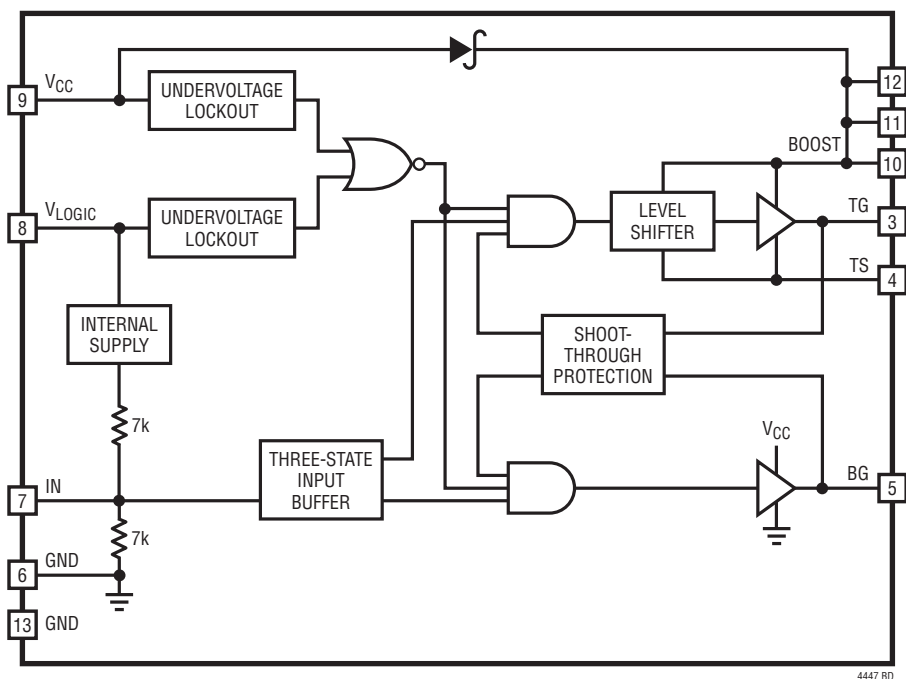 9
VCC
UNDERVOLTAGE
LOCKOUT
12
11
BOOST
10
8
VLOGIC
UNDERVOLTAGE
LOCKOUT
LEVEL
SHIFTER
TG
3
TS
4
INTERNAL
SUPPLY
SHOOT-
THROUGH
PROTECTION
7k
VCC
THREE-STATE
INPUT
BUFFER
7
IN
BG
5
7k
6
GND
13
GND
4447 BD